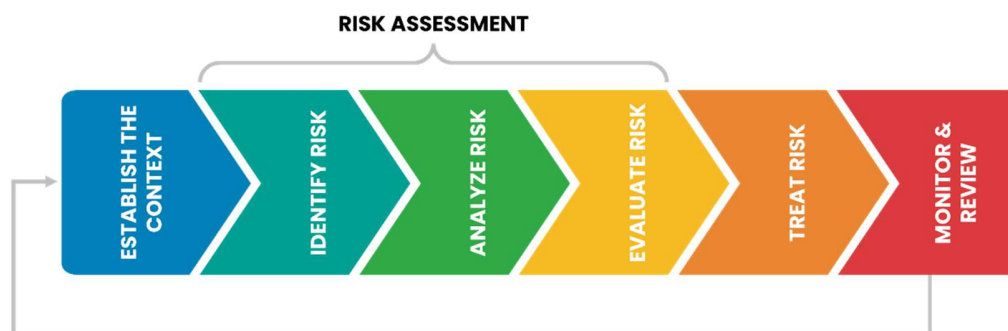 RISK ASSESSMENT
ESTABLISH THE
CONTEXT
IDENTIFY RISK
ANALYZE RISK
EVALUATE RISK
TREAT RISK
MONITOR &
REVIEW